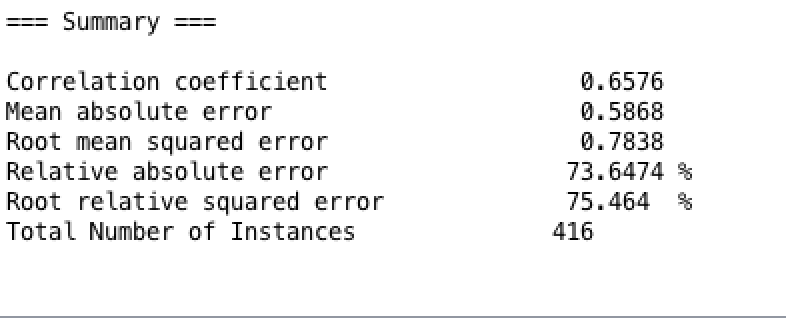 === Summary ===
Correlation coefficient                  0.6576
Mean absolute error                      0.5868
Root mean squared error                  0.7838
Relative absolute error                 73.6474 %
Root relative squared error             75.464  %
Total Number of Instances              416